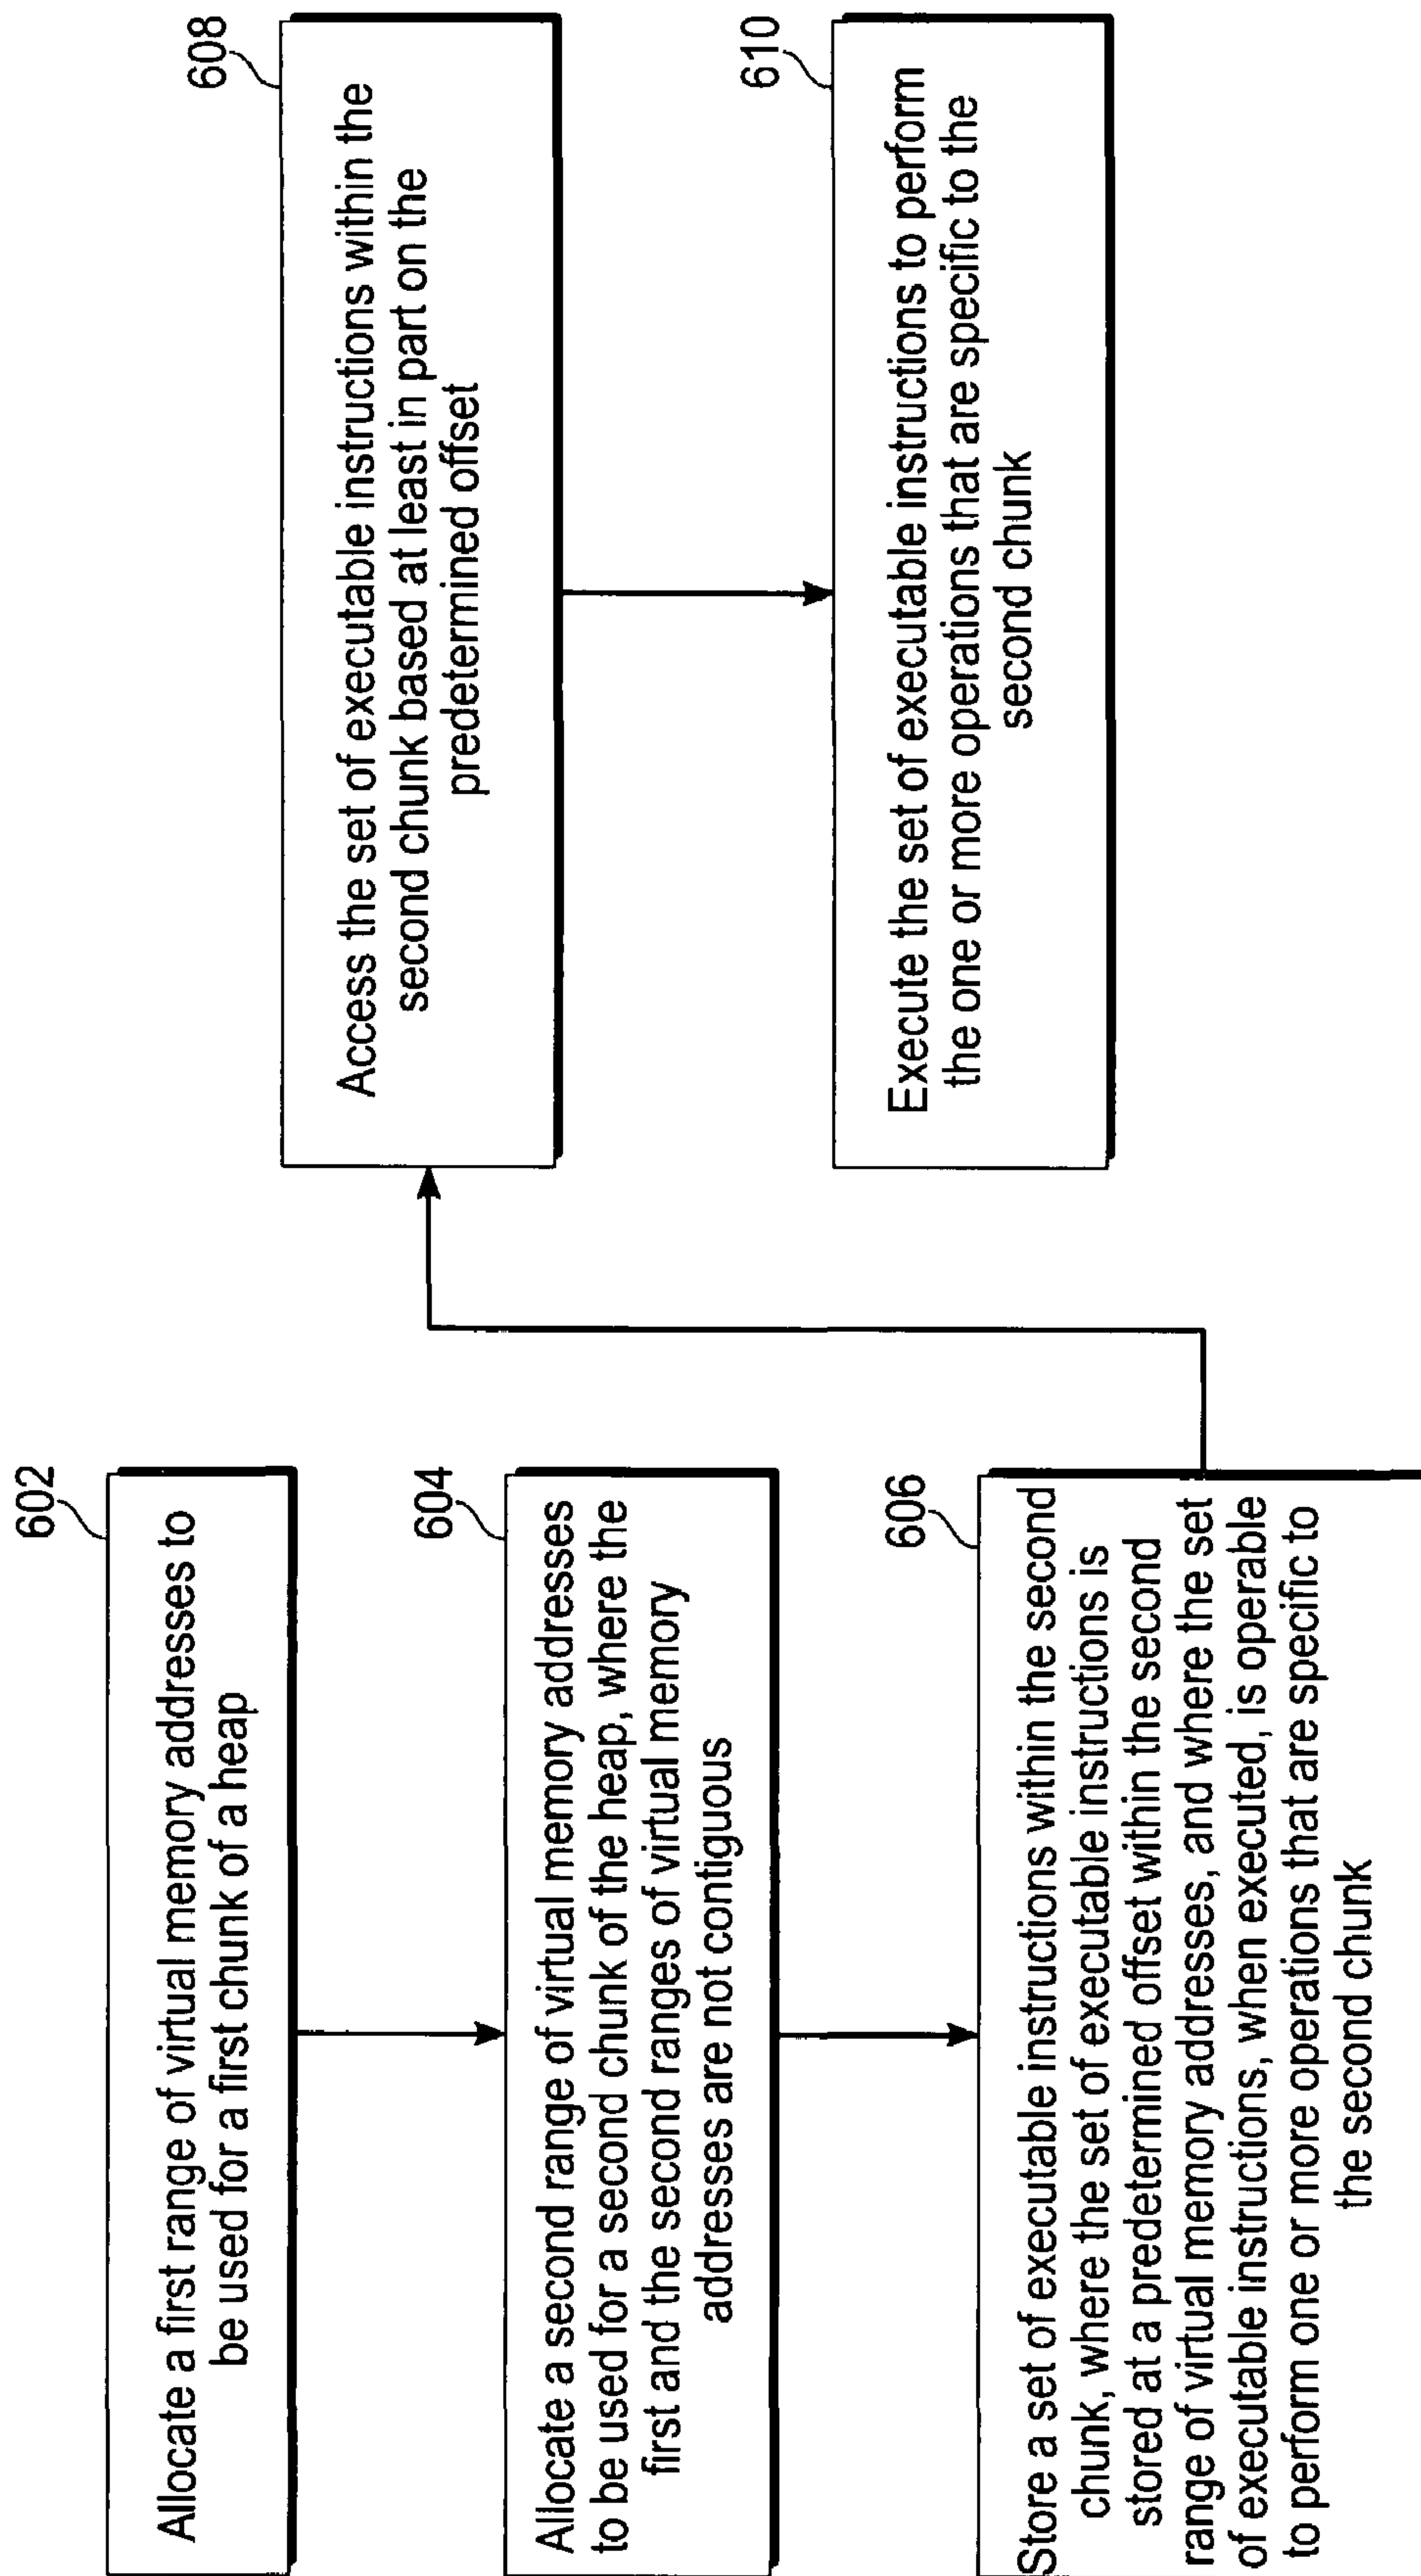 602
Allocate a first range of virtual memory addresses to
be used for a first chunk of a heap
604
Allocate a second range of virtual memory addresses
to be used for a second chunk of the heap, where the
first and the second ranges of virtual memory
addresses are not contiguous
606
Store a set of executable instructions within the second
chunk, where the set of executable instructions is
stored at a predetermined offset within the second
range of virtual memory addresses, and where the set
of executable instructions, when executed, is operable
to perform one or more operations that are specific to
the second chunk
608
Access the set of executable instructions within the
second chunk based at least in part on the
predetermined offset
610
Execute the set of executable instructions to perform
the one or more operations that are specific to the
second chunk